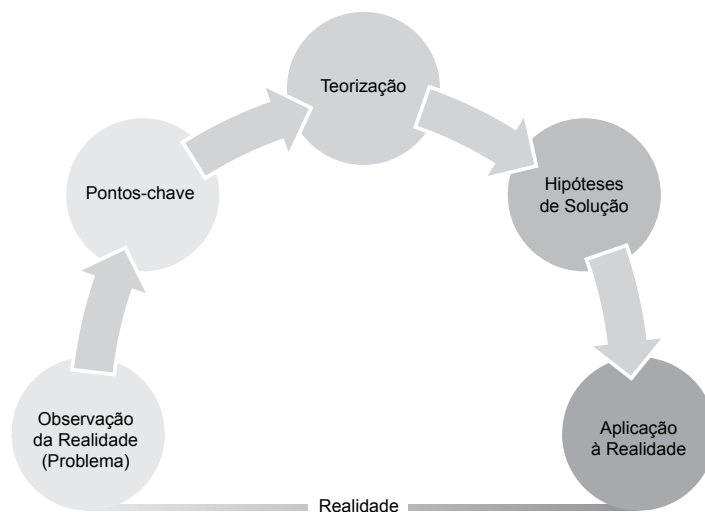 Teorização
Pontos-chave
Hipóteses
de Solução
Observação
da Realidade
(Problema)
Aplicação
à Realidade
Realidade